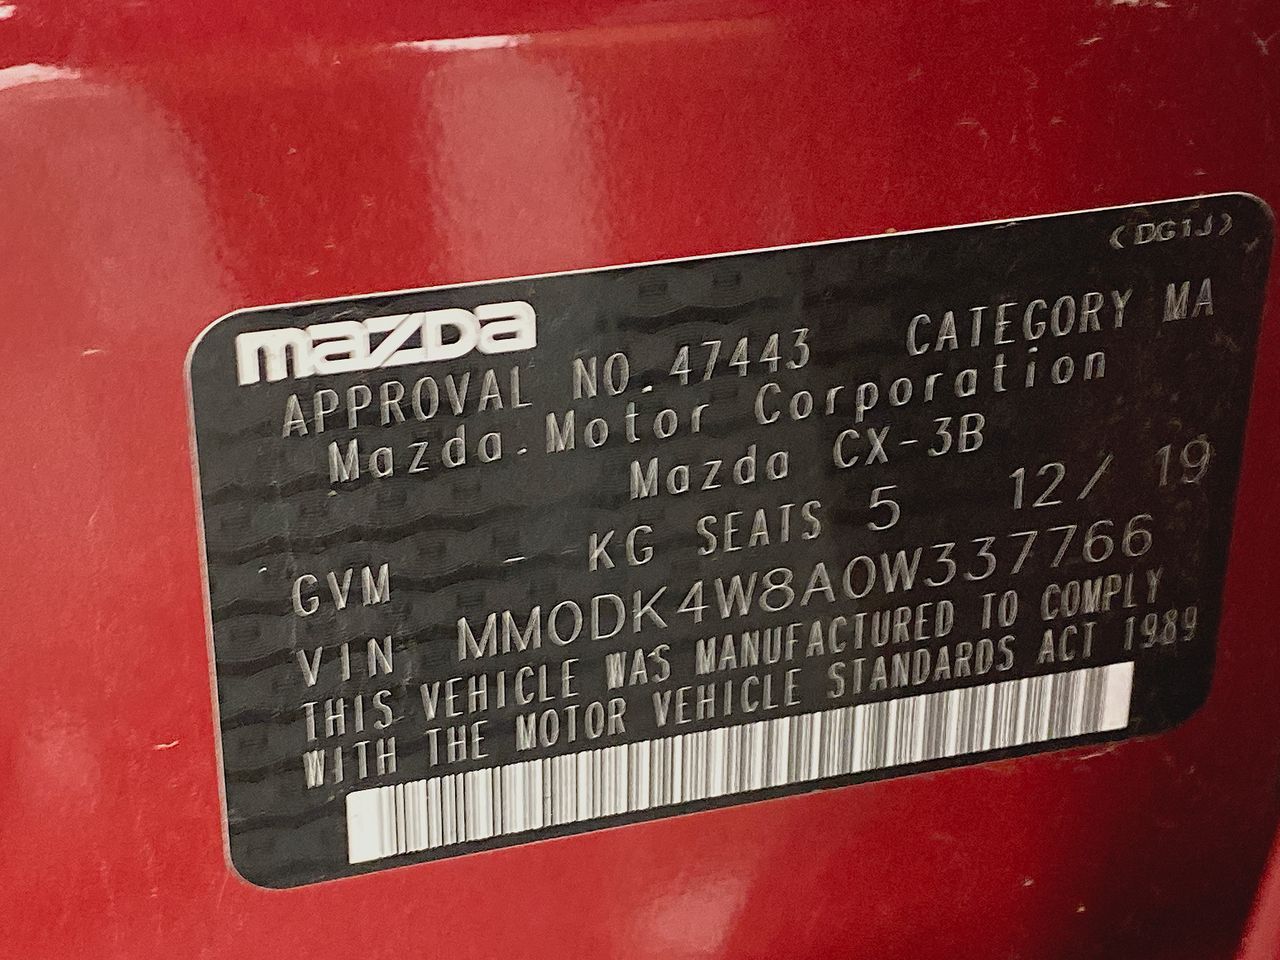 (DG1J)
mazda
APPROVAL NO. 47443 CATEGORY MA
Mazda Motor Corporation
Mazda CX-3B
GVM - KG SEATS 5 12/ 19
VIN MM0DK4W8A0W337766
THIS VEHICLE WAS MANUFACTURED TO COMPLY
WITH THE MOTOR VEHICLE STANDARDS ACT 1989